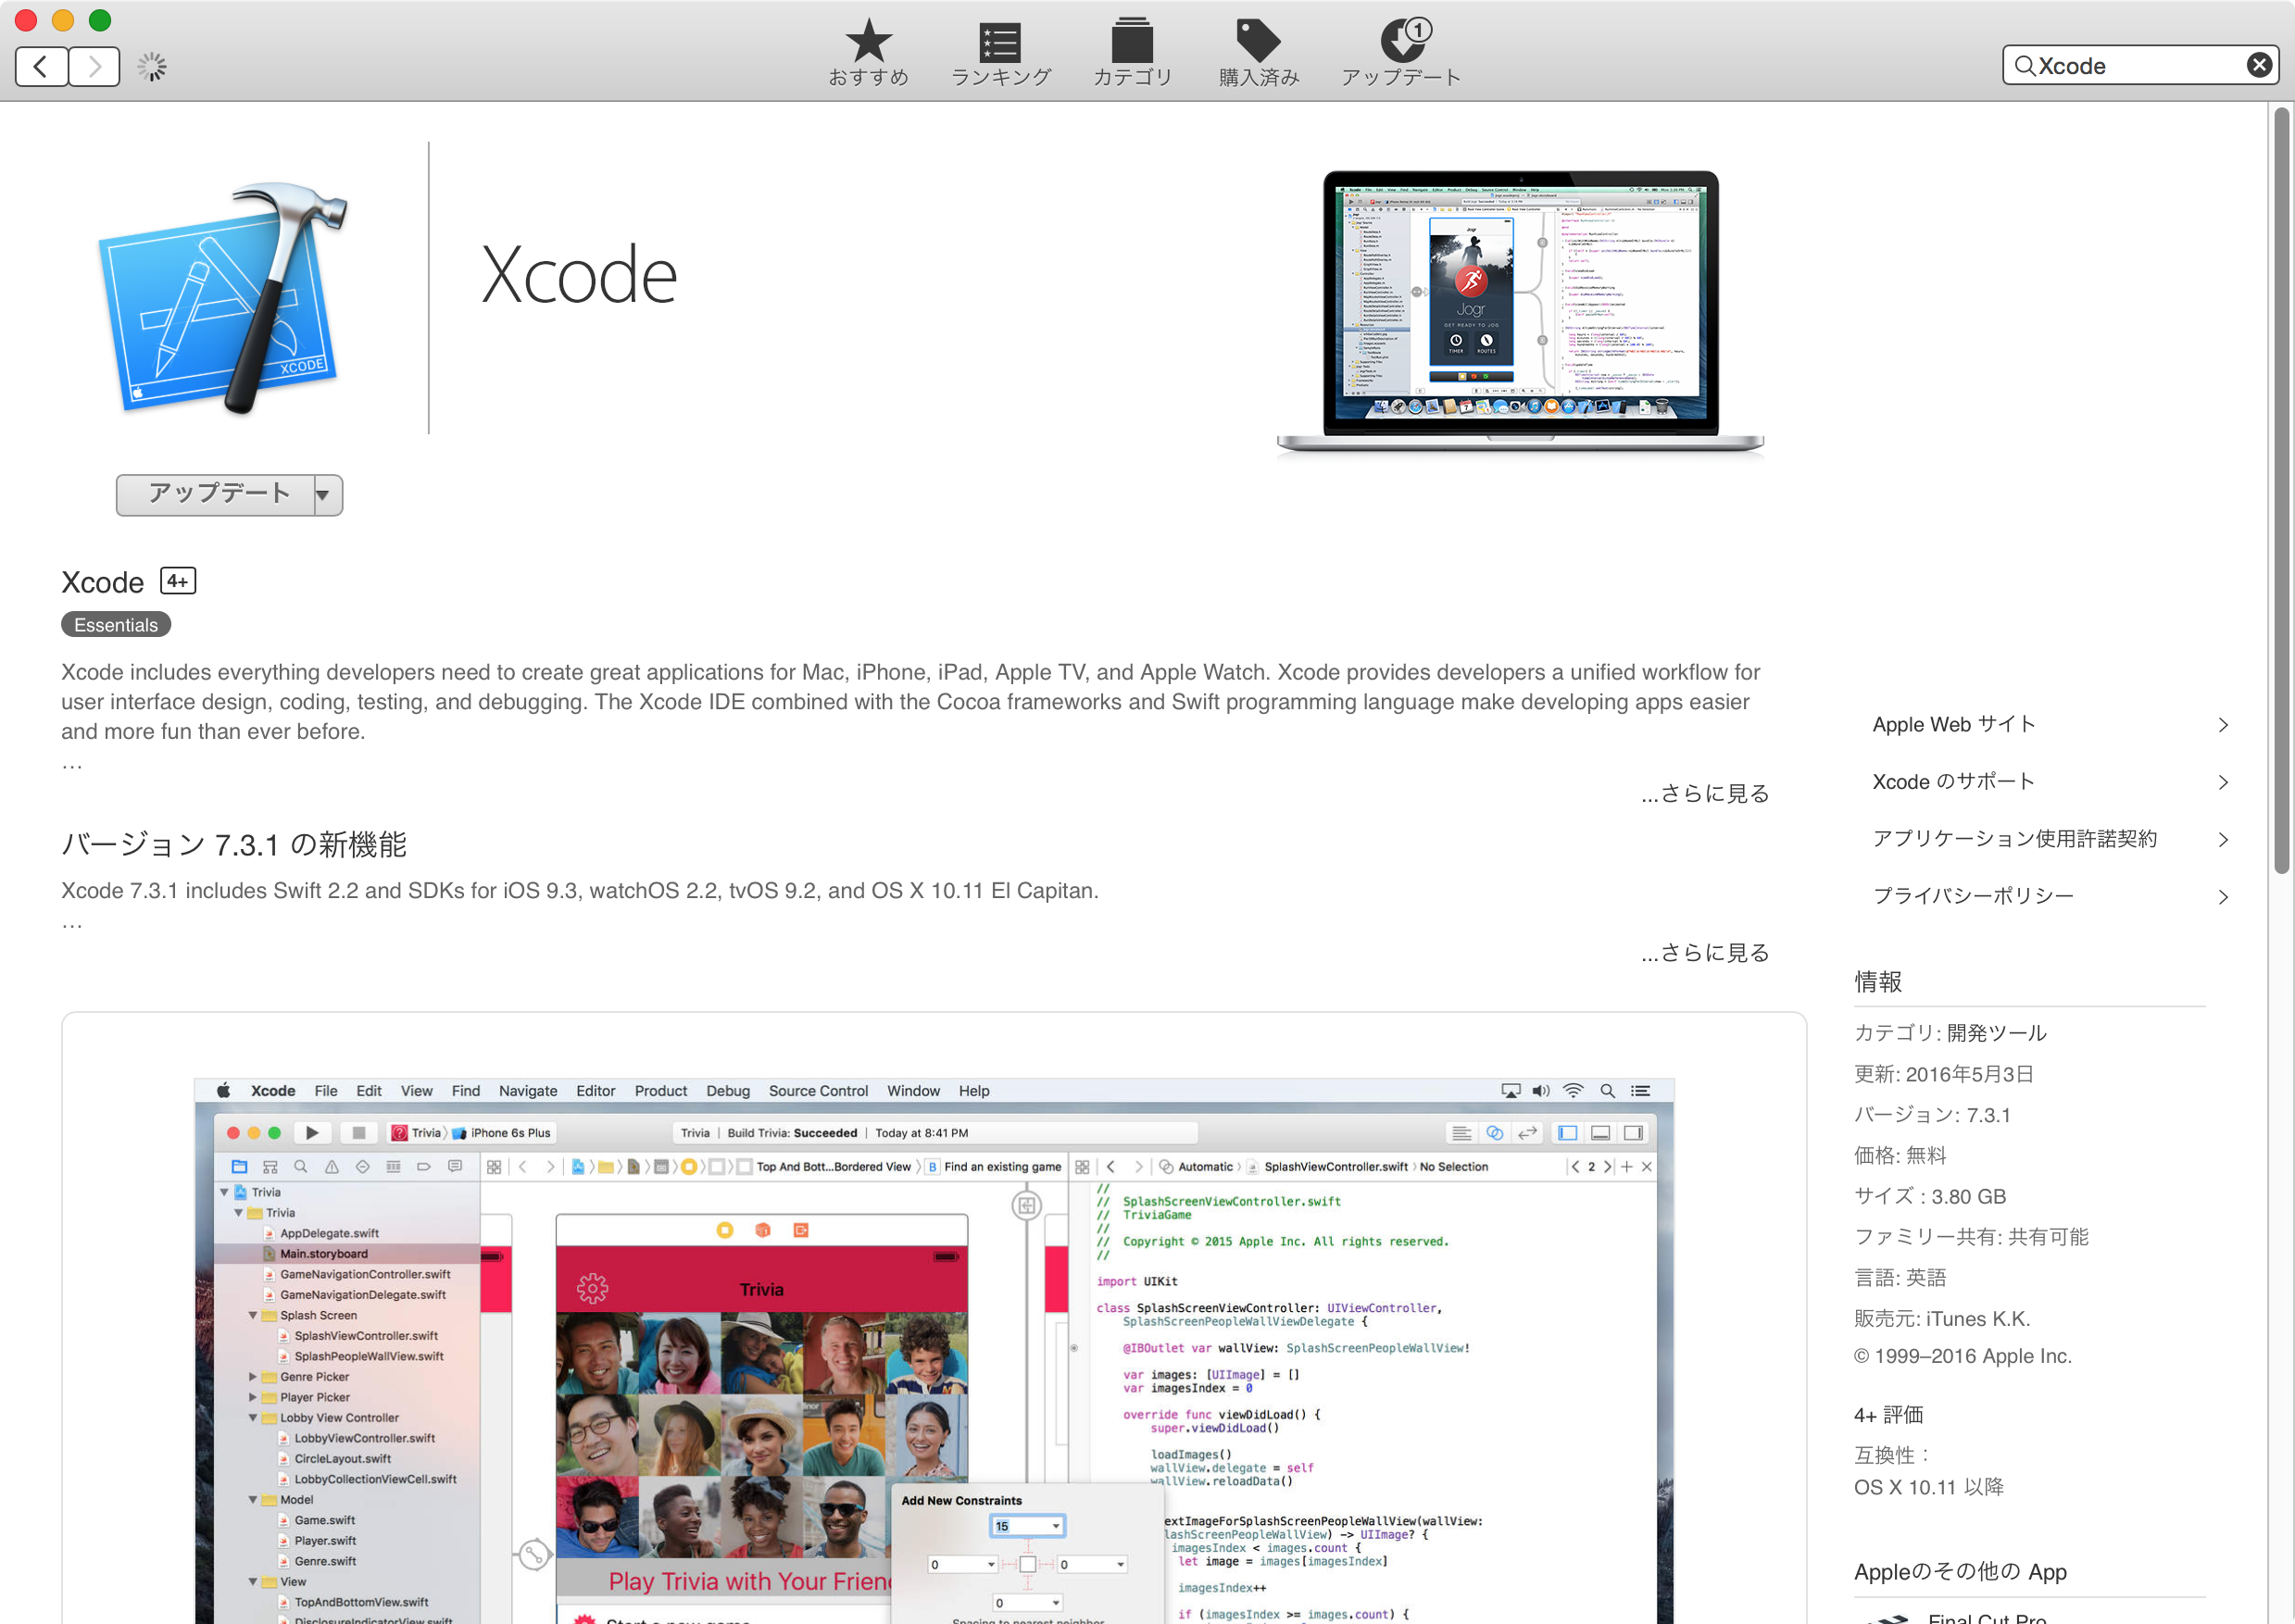 おすすめ
ランキング
カテゴリ
購入済み
1
アップデート
Xcode
XCODE
Xcode
Jogr
GET READY TO JOG
TIMER
ROUTES
アップデート
Xcode 4+
Essentials
Xcode includes everything developers need to create great applications for Mac, iPhone, iPad, Apple TV, and Apple Watch. Xcode provides developers a unified workflow for
user interface design, coding, testing, and debugging. The Xcode IDE combined with the Cocoa frameworks and Swift programming language make developing apps easier
and more fun than ever before.
...
...さらに見る
バージョン 7.3.1 の新機能
Xcode 7.3.1 includes Swift 2.2 and SDKs for iOS 9.3, watchOS 2.2, tvOS 9.2, and OS X 10.11 El Capitan.
...
...さらに見る
Apple Web サイト
Xcode のサポート
アプリケーション使用許諾契約
プライバシーポリシー
情報
カテゴリ: 開発ツール
更新: 2016年5月3日
バージョン: 7.3.1
価格: 無料
サイズ : 3.80 GB
ファミリー共有: 共有可能
言語: 英語
販売元: iTunes K.K.
© 1999–2016 Apple Inc.
4+ 評価
互換性：
OS X 10.11 以降
Appleのその他の App
Final Cut Pro
Xcode File Edit View Find Navigate Editor Product Debug Source Control Window Help
Trivia iPhone 6s Plus
Trivia | Build Trivia: Succeeded | Today at 8:41 PM
Top And Bott...Bordered View B Find an existing game
Automatic SplashViewController.swift No Selection
2
Trivia
Trivia
AppDelegate.swift
Main.storyboard
GameNavigationController.swift
GameNavigationDelegate.swift
Splash Screen
SplashViewController.swift
SplashPeopleWallView.swift
Genre Picker
Player Picker
Lobby View Controller
LobbyViewController.swift
CircleLayout.swift
LobbyCollectionViewCell.swift
Model
Game.swift
Player.swift
Genre.swift
View
TopAndBottomView.swift
DisclosureIndicatorView.swift
Trivia
Play Trivia with Your Frien
Start a new game
Add New Constraints
15
0
0
0
Spacing to nearest neighbor
//
// SplashScreenViewController.swift
// TriviaGame
//
// Copyright © 2015 Apple Inc. All rights reserved.
//
import UIKit
class SplashScreenViewController: UIViewController,
SplashScreenPeopleWallViewDelegate {
@IBOutlet var wallView: SplashScreenPeopleWallView!
var images: [UIImage] = []
var imagesIndex = 0
override func viewDidLoad() {
super.viewDidLoad()
loadImages()
wallView.delegate = self
wallView.reloadData()
extImageForSplashScreenPeopleWallView(wallView:
lashScreenPeopleWallView) -> UIImage? {
imagesIndex < images.count {
let image = images[imagesIndex]
imagesIndex++
if (imagesIndex >= images.count) {